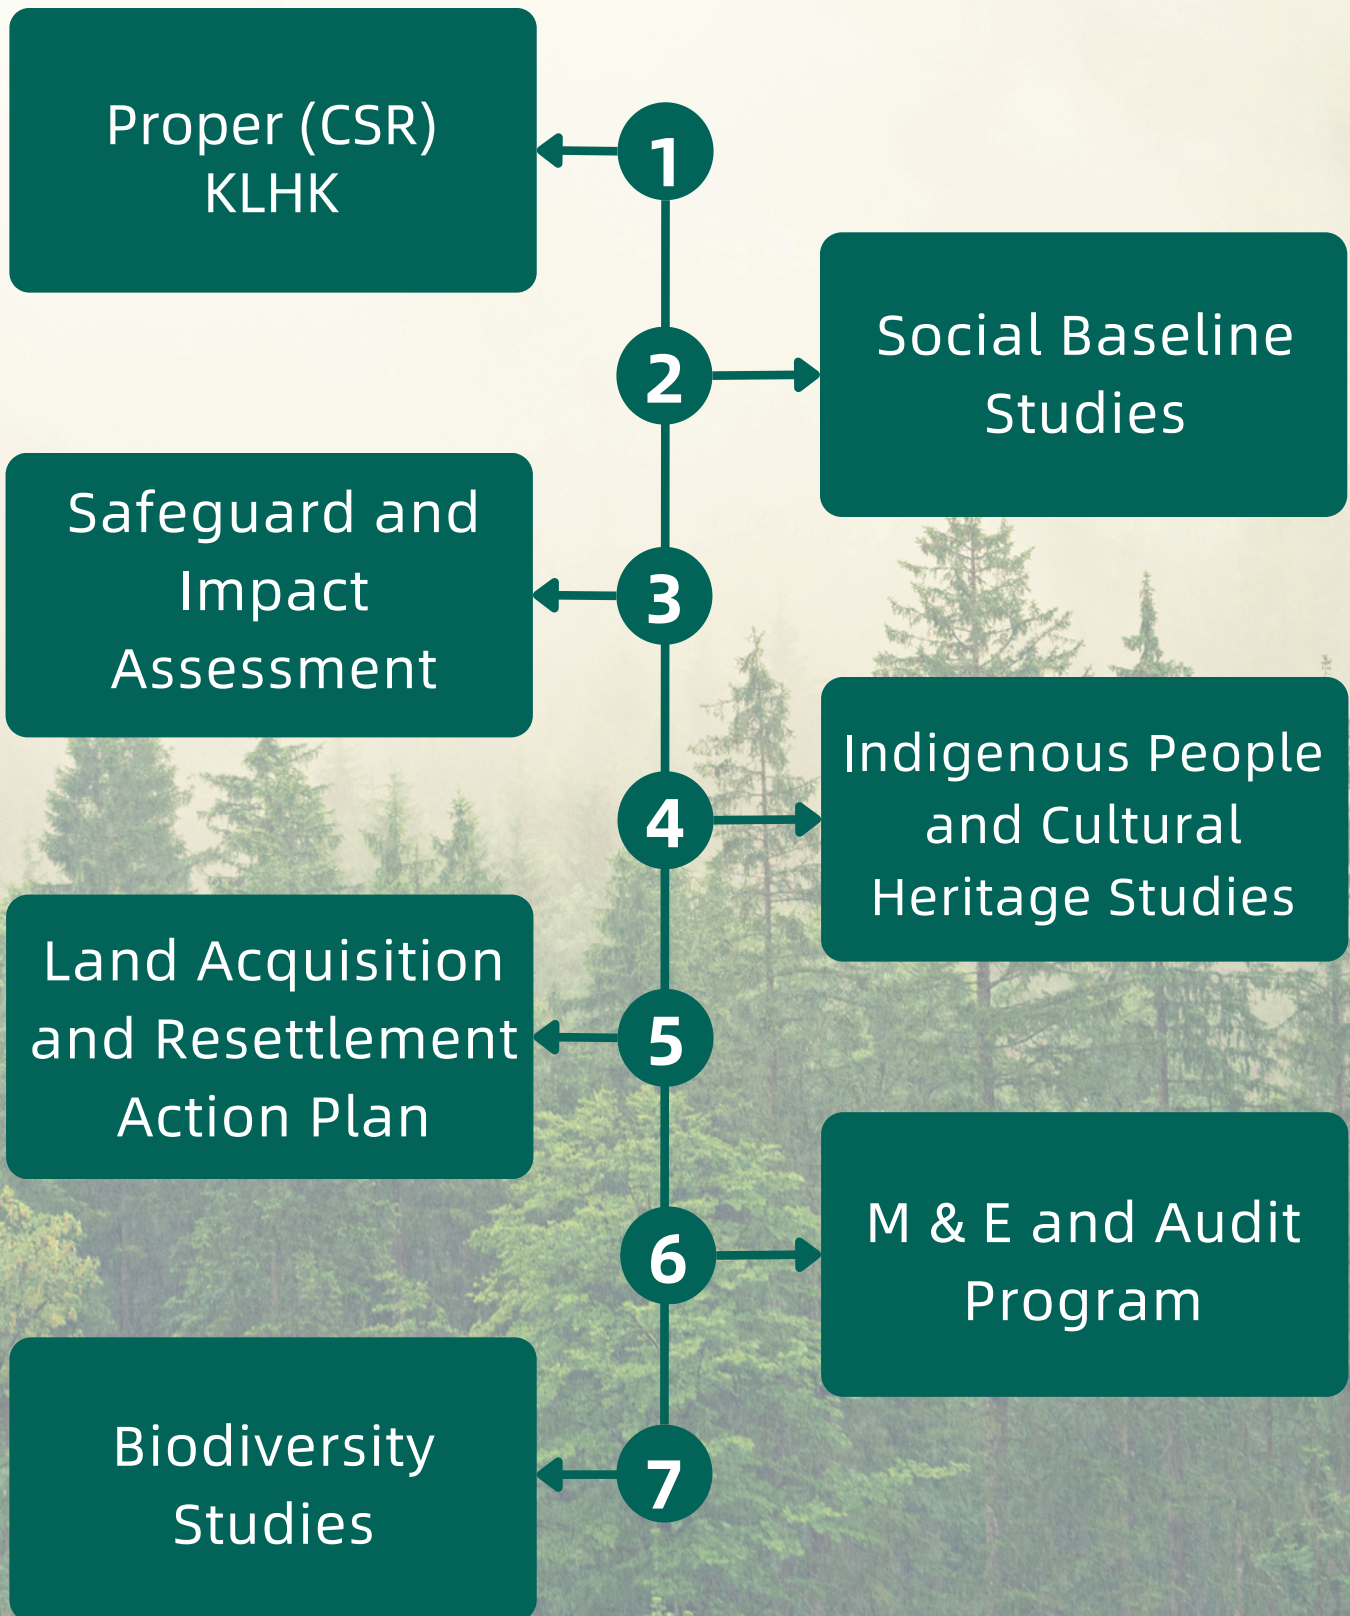 1
Proper (CSR)
KLHK
2
Social Baseline
Studies
3
Safeguard and
Impact
Assessment
4
Indigenous People
and Cultural
Heritage Studies
5
Land Acquisition
and Resettlement
Action Plan
6
M & E and Audit
Program
7
Biodiversity
Studies